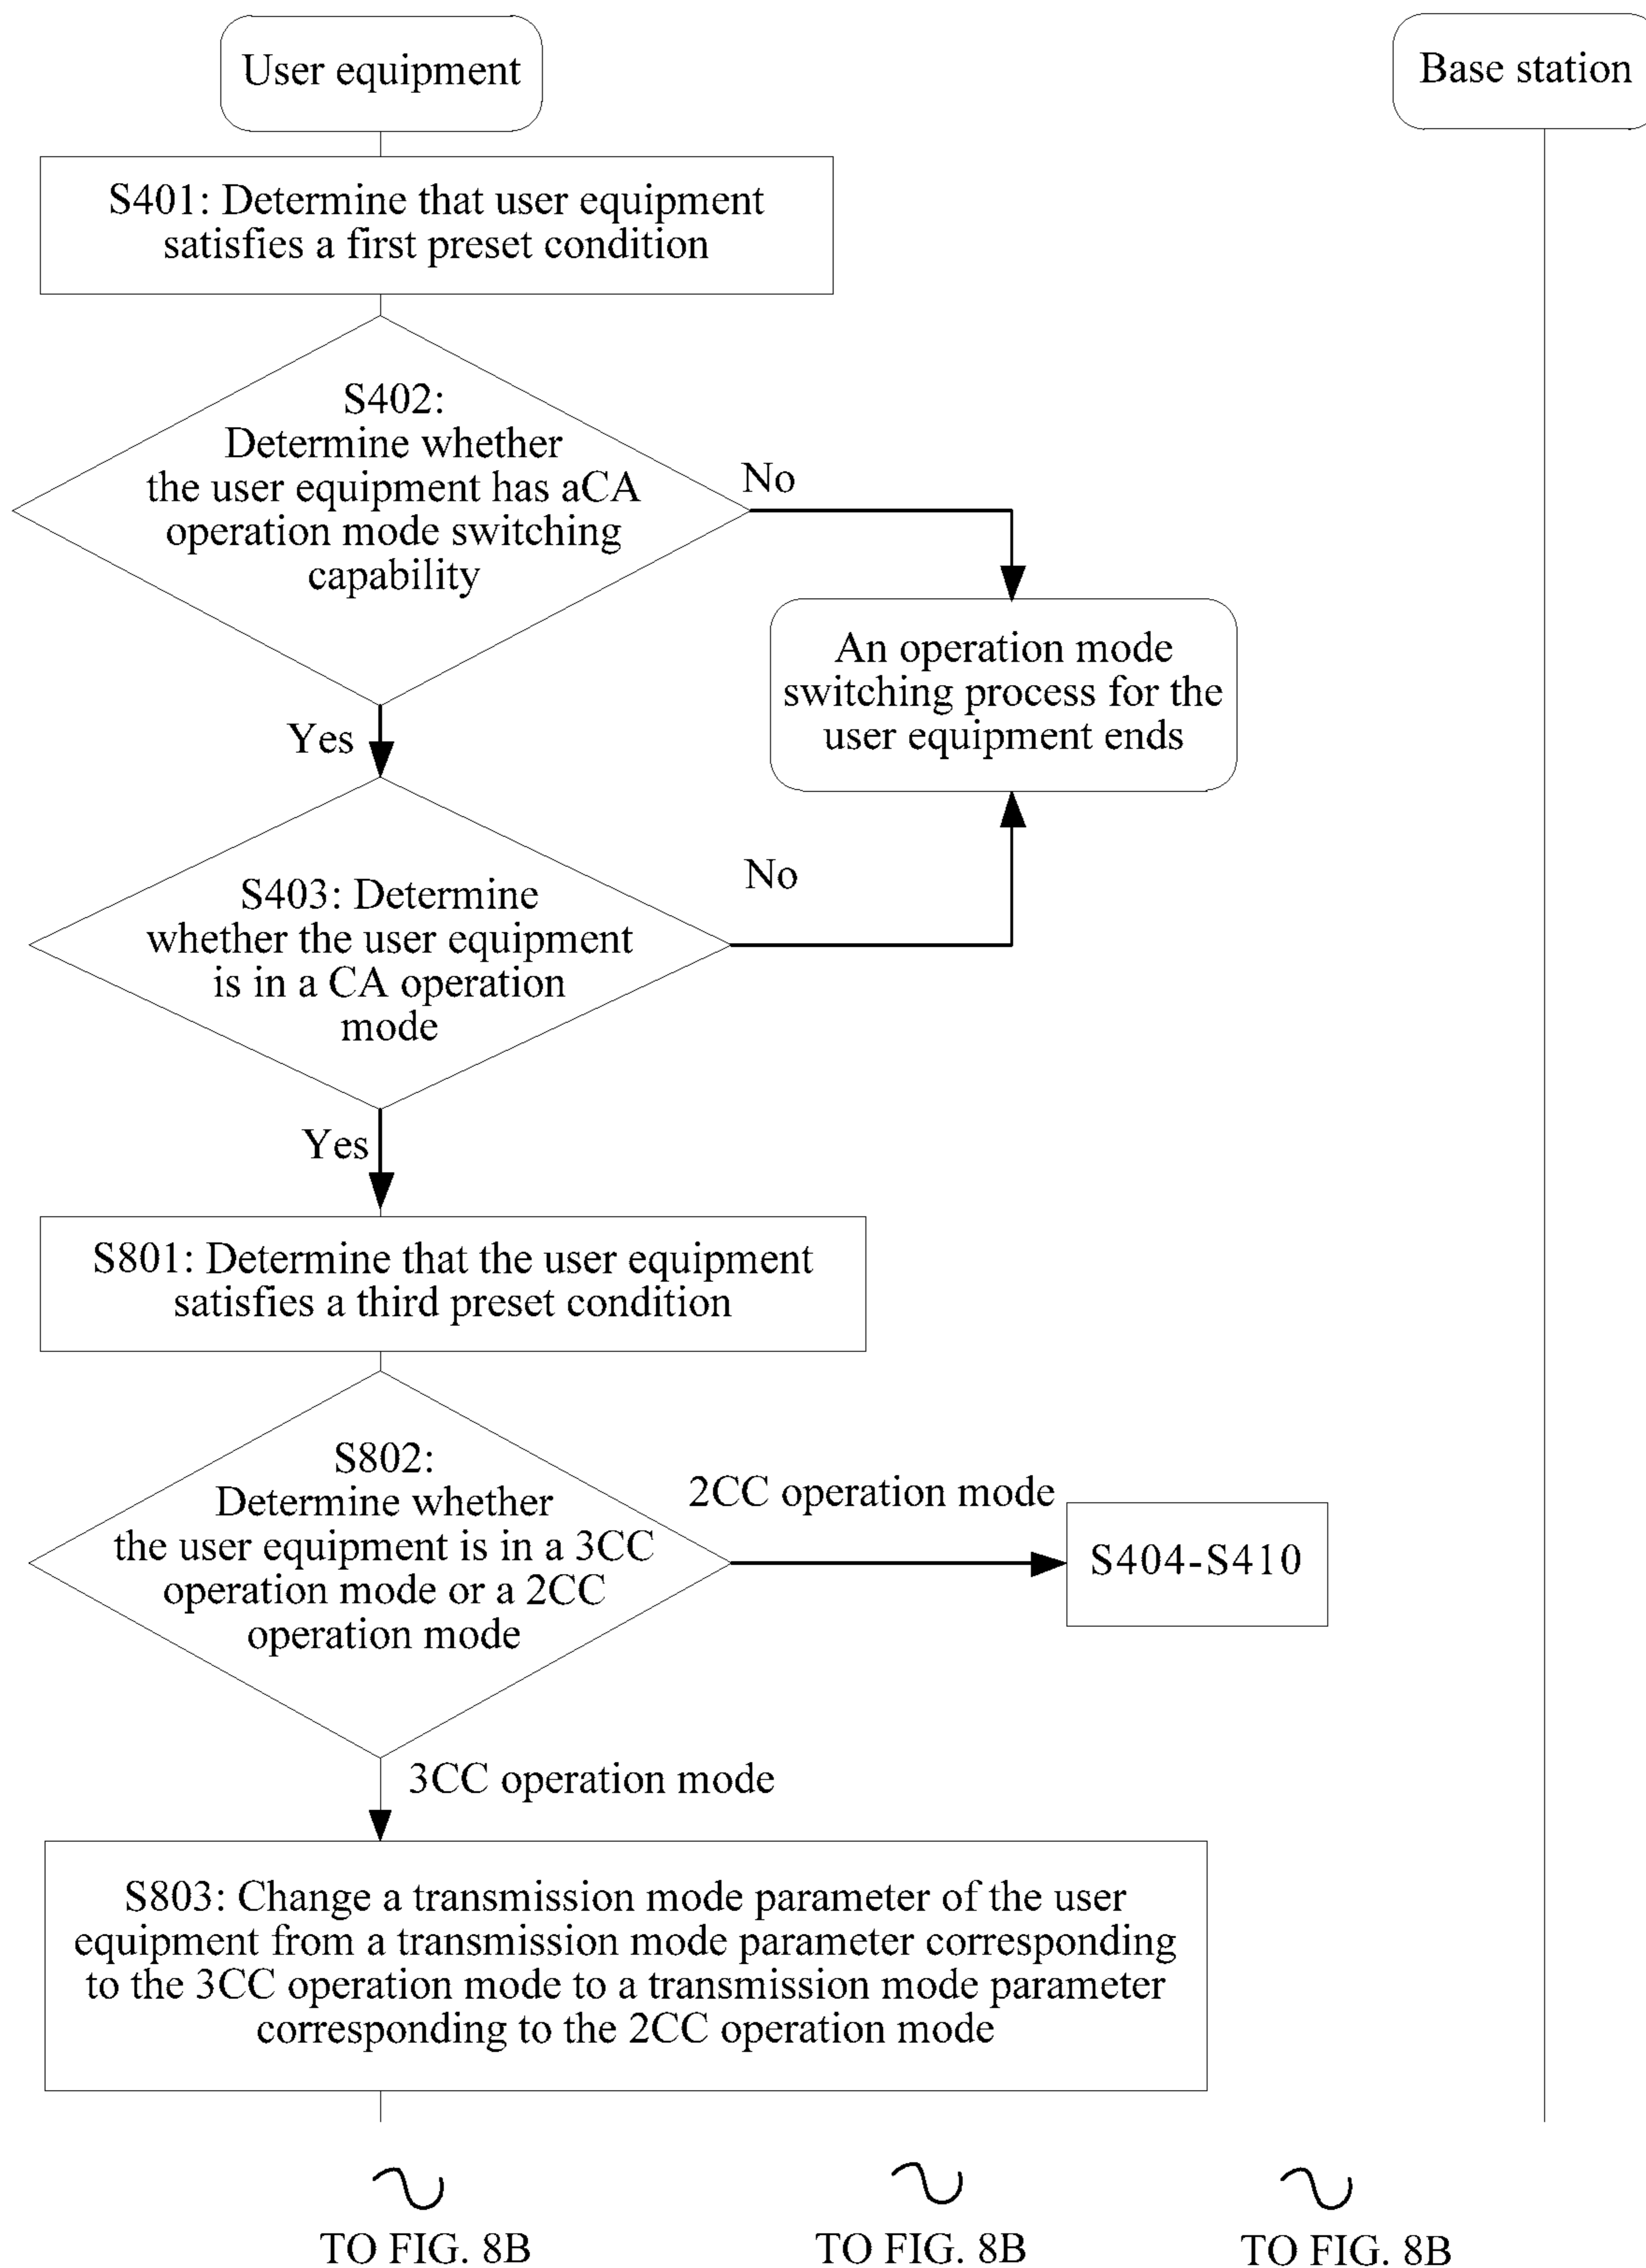 User equipment
Base station
S401: Determine that user equipment
satisfies a first preset condition
S402:
Determine whether
the user equipment has aCA
operation mode switching
capability
No
An operation mode
switching process for the
user equipment ends
Yes
S403: Determine
whether the user equipment
is in a CA operation
mode
No
Yes
S801: Determine that the user equipment
satisfies a third preset condition
S802:
Determine whether
the user equipment is in a 3CC
operation mode or a 2CC
operation mode
2CC operation mode
S404-S410
3CC operation mode
S803: Change a transmission mode parameter of the user
equipment from a transmission mode parameter corresponding
to the 3CC operation mode to a transmission mode parameter
corresponding to the 2CC operation mode
TO FIG. 8B
TO FIG. 8B
TO FIG. 8B